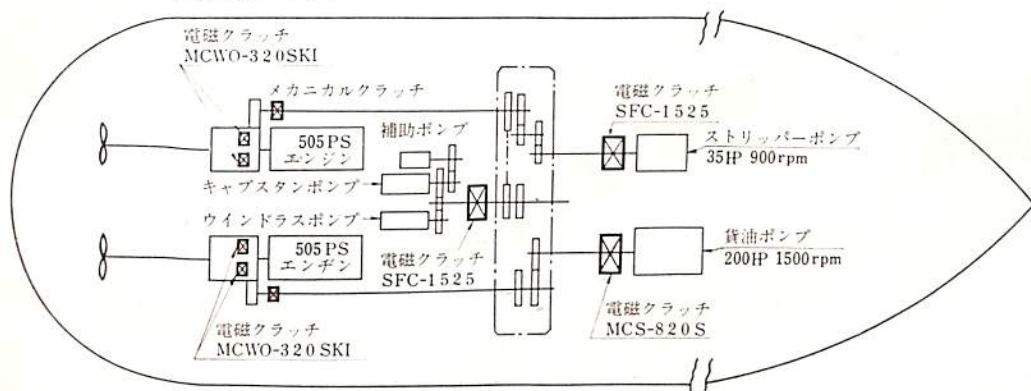 電磁クラッチ
MCWO-320SKI
メカニカルクラッチ
電磁クラッチ
SFC-1525
505PS
エンジン
補助ポンプ
ストリッパーポンプ
35HP 900rpm
キャプスタンポンプ
ウインドラスポンプ
505PS
エンヂン
電磁クラッチ
SFC-1525
貨油ポンプ
200HP 1500rpm
電磁クラッチ
MCWO-320SKI
電磁クラッチ
MCS-820S